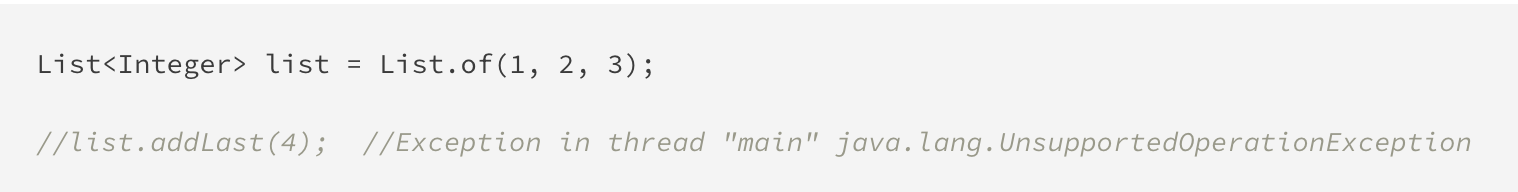 List<Integer> list = List.of(1, 2, 3);
//list.addLast(4);  //Exception in thread "main" java.lang.UnsupportedOperationException